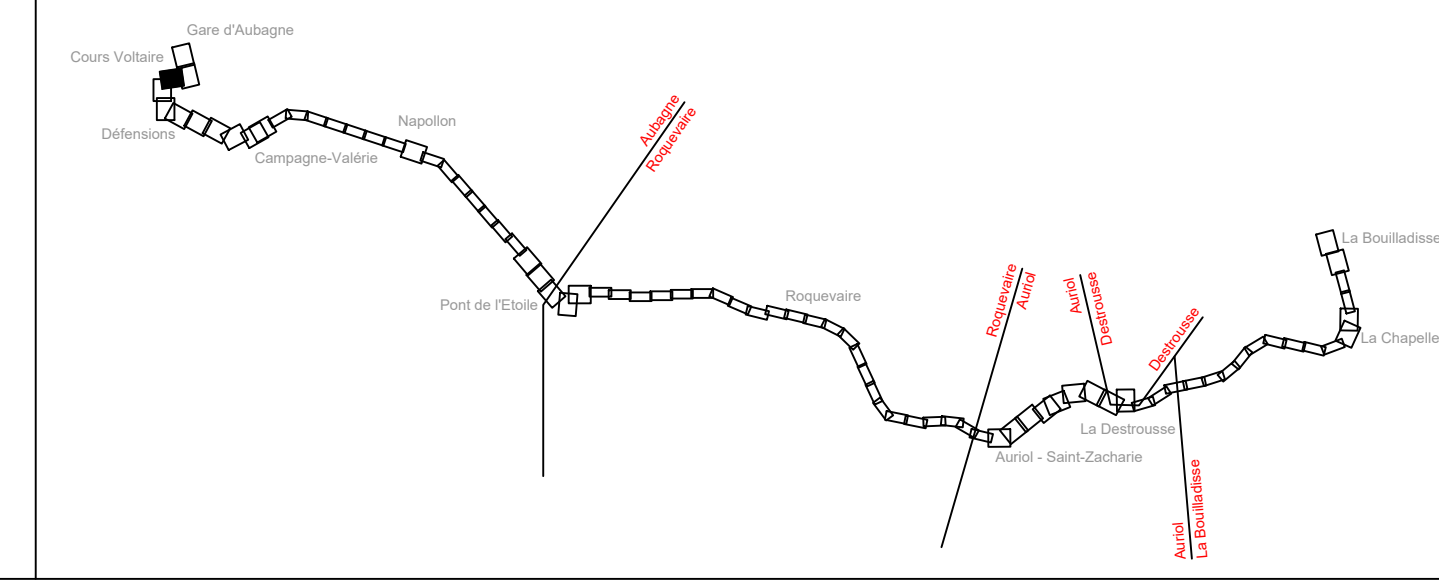 Gare d'Aubagne
Cours Voltaire
Défensions
Campagne-Valérie
Napollon
Aubagne
Roquevaire
Pont de l'Etoile
Roquevaire
Roquevaire
Auriol
Auriol
Destrousse
Destrousse
La Bouilladisse
La Chapelle
La Destrousse
Auriol - Saint-Zacharie
Auriol
La Bouilladisse